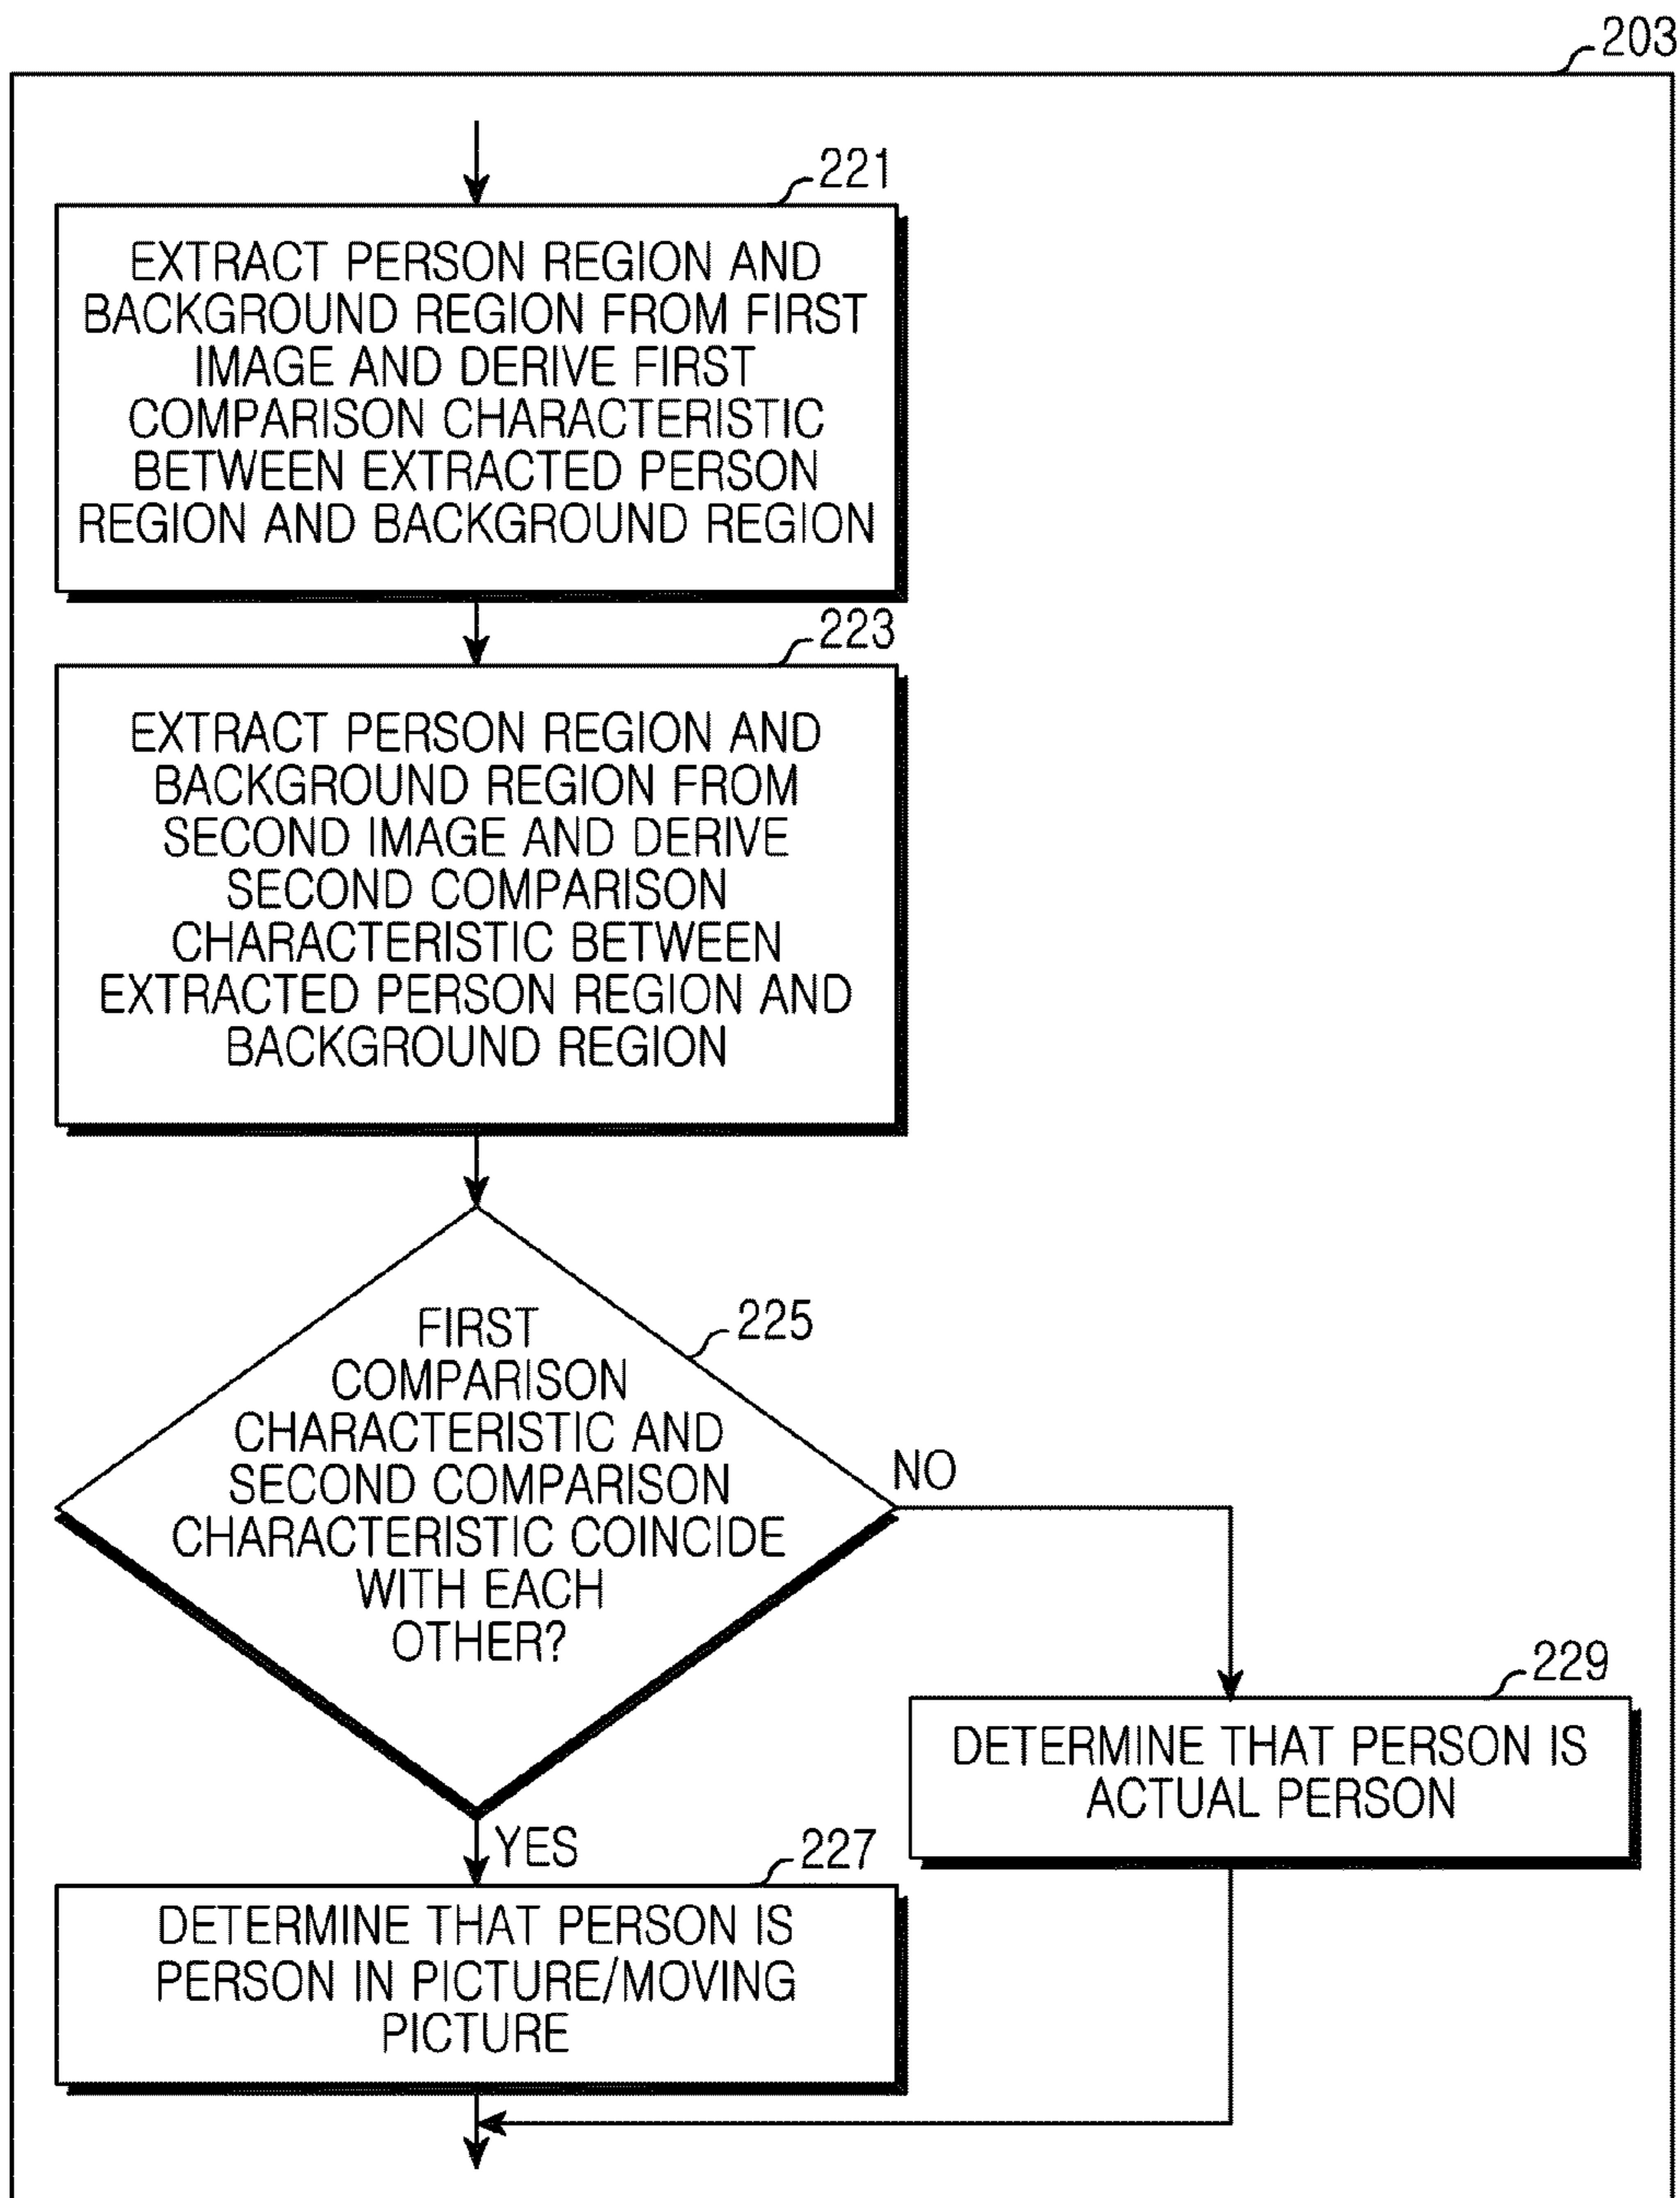 203
221
EXTRACT PERSON REGION AND
BACKGROUND REGION FROM FIRST
IMAGE AND DERIVE FIRST
COMPARISON CHARACTERISTIC
BETWEEN EXTRACTED PERSON
REGION AND BACKGROUND REGION
223
EXTRACT PERSON REGION AND
BACKGROUND REGION FROM
SECOND IMAGE AND DERIVE
SECOND COMPARISON
CHARACTERISTIC BETWEEN
EXTRACTED PERSON REGION AND
BACKGROUND REGION
225
FIRST
COMPARISON
CHARACTERISTIC AND
SECOND COMPARISON
CHARACTERISTIC COINCIDE
WITH EACH
OTHER?
NO
229
DETERMINE THAT PERSON IS
ACTUAL PERSON
YES
227
DETERMINE THAT PERSON IS
PERSON IN PICTURE/MOVING
PICTURE